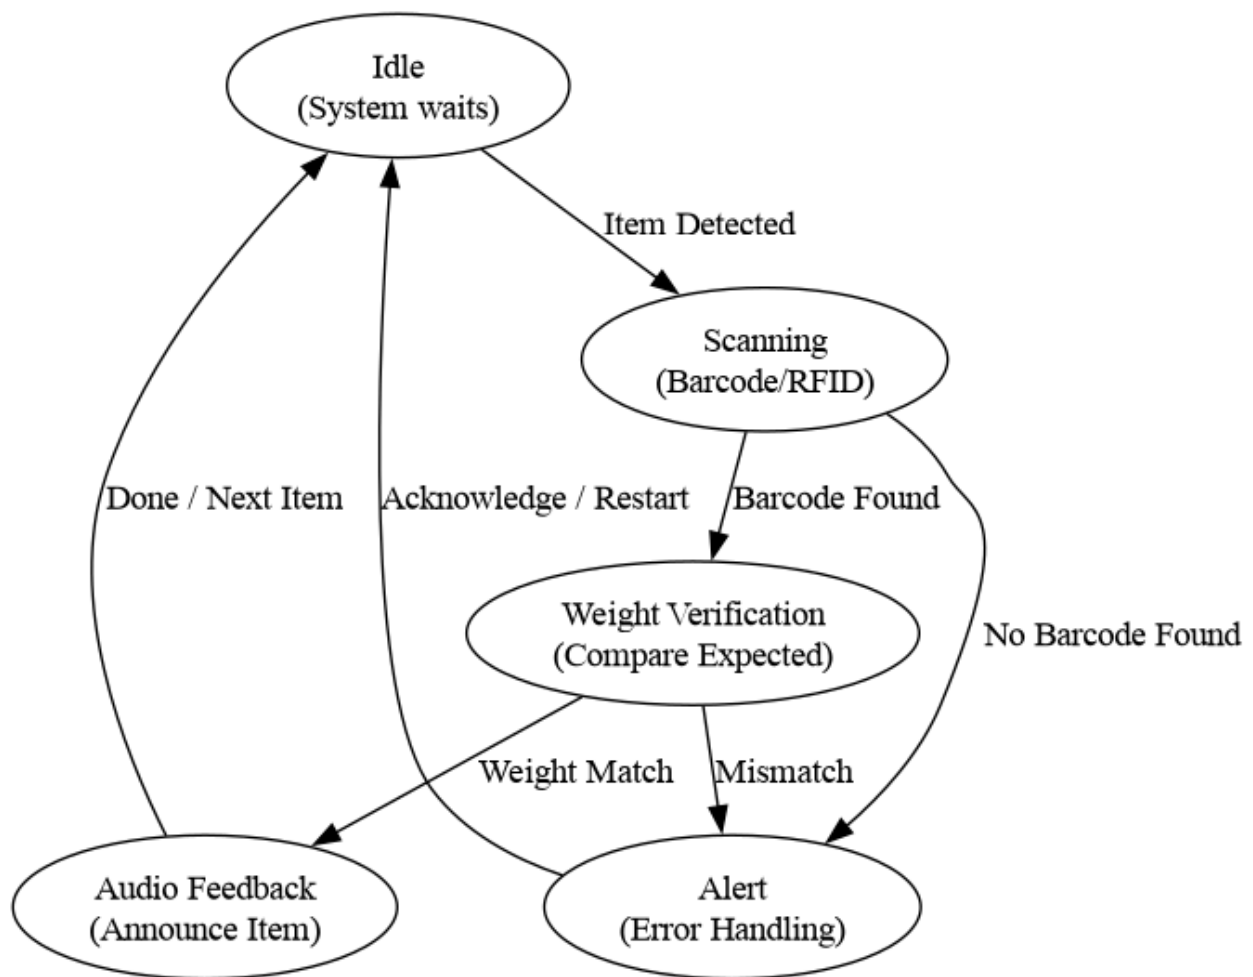 Idle
(System waits)
Item Detected
Scanning
(Barcode/RFID)
Done / Next Item
Acknowledge / Restart
Barcode Found
Weight Verification
(Compare Expected)
No Barcode Found
Weight Match
Mismatch
Audio Feedback
(Announce Item)
Alert
(Error Handling)